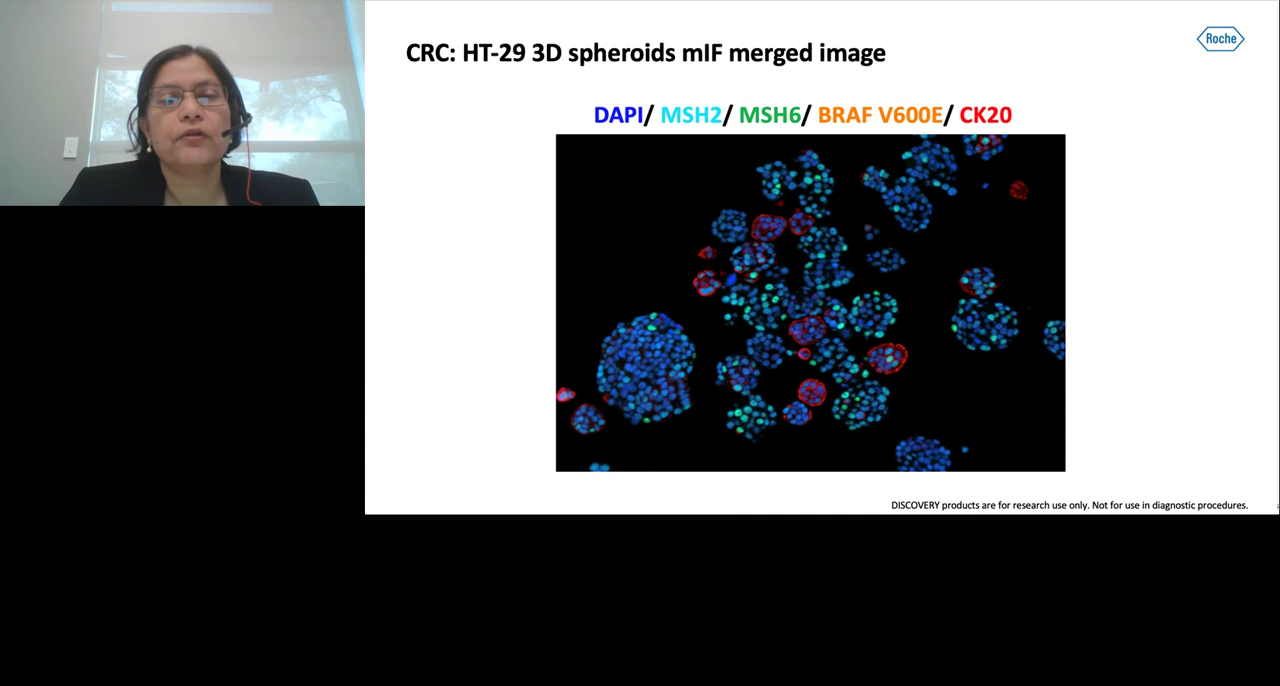 Roche
CRC: HT-29 3D spheroids mIF merged image
DAPI/ MSH2/ MSH6/ BRAF V600E/ CK20
DISCOVERY products are for research use only. Not for use in diagnostic procedures.